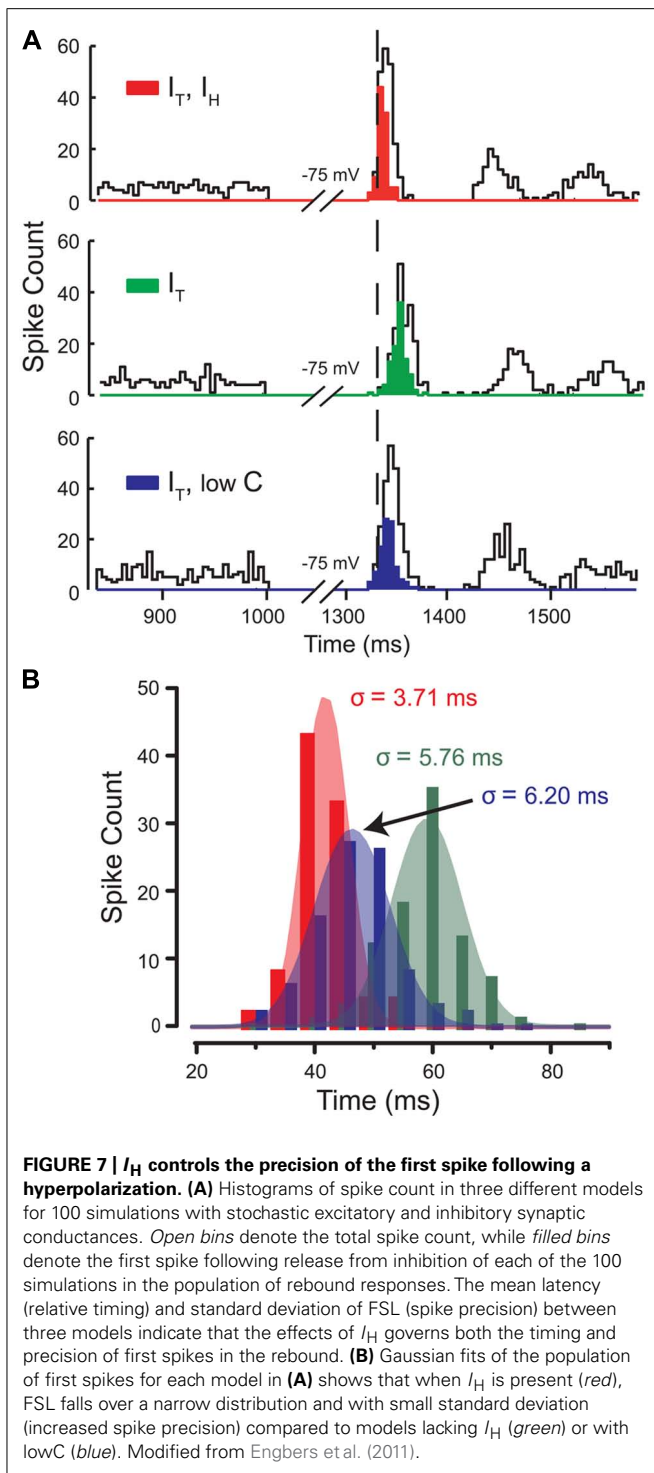 A
60
40
20
0
I_T, I_H
-75 mV
60
40
20
0
I_T
-75 mV
Spike Count
60
40
20
0
I_T, low C
-75 mV
900 1000 1300 1400 1500
Time (ms)
B
50
40
30
20
10
0
Spike Count
σ = 3.71 ms
σ = 5.76 ms
σ = 6.20 ms
20 40 60 80
Time (ms)
FIGURE 7 | I_H controls the precision of the first spike following a
hyperpolarization. (A) Histograms of spike count in three different models
for 100 simulations with stochastic excitatory and inhibitory synaptic
conductances. Open bins denote the total spike count, while filled bins
denote the first spike following release from inhibition of each of the 100
simulations in the population of rebound responses. The mean latency
(relative timing) and standard deviation of FSL (spike precision) between
three models indicate that the effects of I_H governs both the timing and
precision of first spikes in the rebound. (B) Gaussian fits of the population
of first spikes for each model in (A) shows that when I_H is present (red),
FSL falls over a narrow distribution and with small standard deviation
(increased spike precision) compared to models lacking I_H (green) or with
lowC (blue). Modified from Engbers et al. (2011).